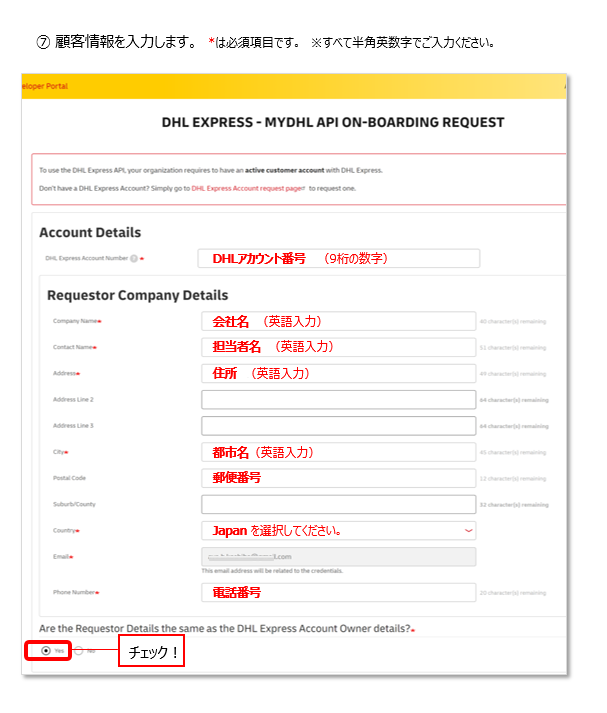 ⑦ 顧客情報を入力します。 *は必須項目です。 ※すべて半角英数字でご入力ください。
eloper Portal
DHL EXPRESS - MYDHL API ON-BOARDING REQUEST
To use the DHL Express API, your organization requires to have an active customer account with DHL Express.
Don't have a DHL Express Account? Simply go to DHL Express Account request page to request one.
Account Details
DHL Express Account Number ? * DHLアカウント番号 （9桁の数字）
Requestor Company Details
Company Name* 会社名 （英語入力） 40 character(s) remaining
Contact Name* 担当者名 （英語入力） 51 character(s) remaining
Address* 住所 （英語入力） 49 character(s) remaining
Address Line 2 64 character(s) remaining
Address Line 3 64 character(s) remaining
City* 都市名（英語入力） 45 character(s) remaining
Postal Code 郵便番号 12 character(s) remaining
Suburb/County 32 character(s) remaining
Country* Japan を選択してください。
Email* .com
This email address will be related to the credentials.
Phone Number* 電話番号 20 character(s) remaining
Are the Requestor Details the same as the DHL Express Account Owner details?*
Yes No チェック！